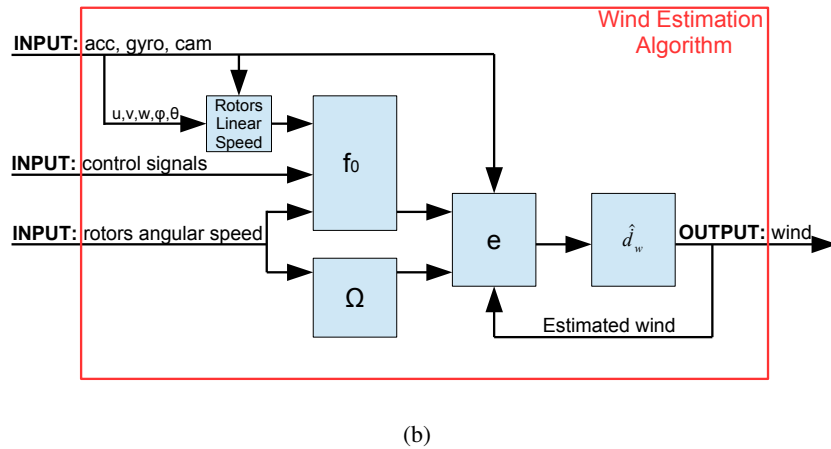 Wind Estimation
Algorithm
INPUT: acc, gyro, cam
u,v,w,φ,θ
Rotors
Linear
Speed
f0
INPUT: control signals
INPUT: rotors angular speed
e
d̂w
OUTPUT: wind
Ω
Estimated wind
(b)